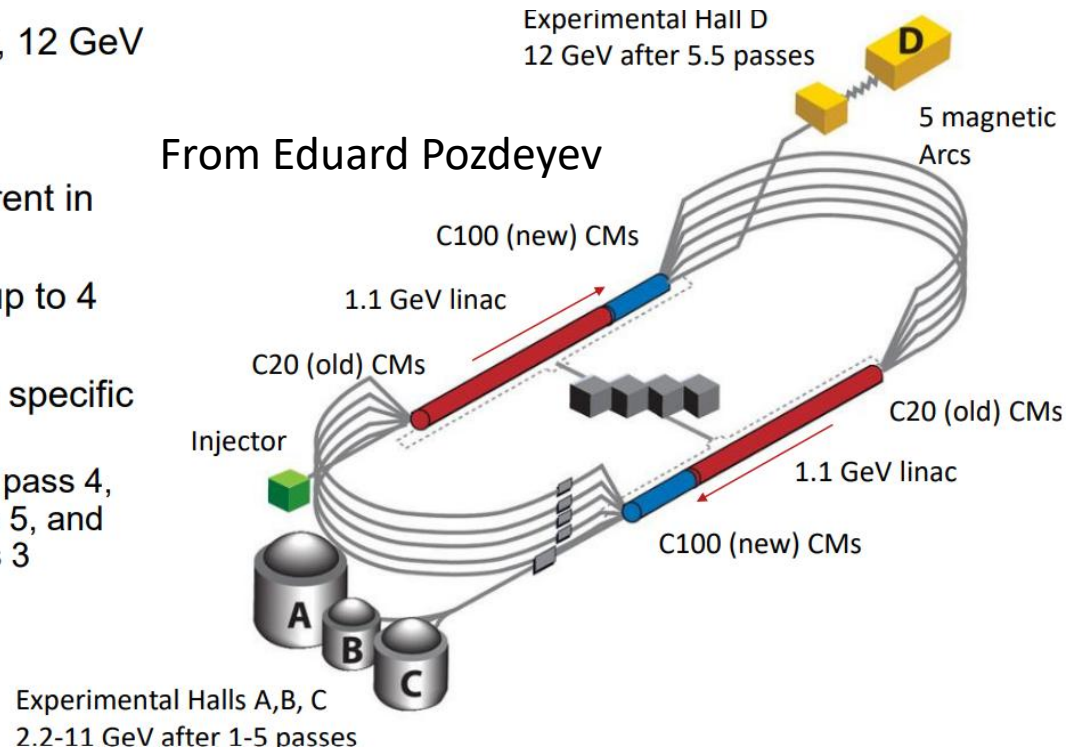 , 12 GeV
rent in
up to 4
specific
pass 4,
5, and
3
From Eduard Pozdeyev
Experimental Hall D
12 GeV after 5.5 passes
D
5 magnetic
Arcs
C100 (new) CMs
1.1 GeV linac
C20 (old) CMs
Injector
C20 (old) CMs
1.1 GeV linac
C100 (new) CMs
A
B
C
Experimental Halls A,B, C
2.2-11 GeV after 1-5 passes